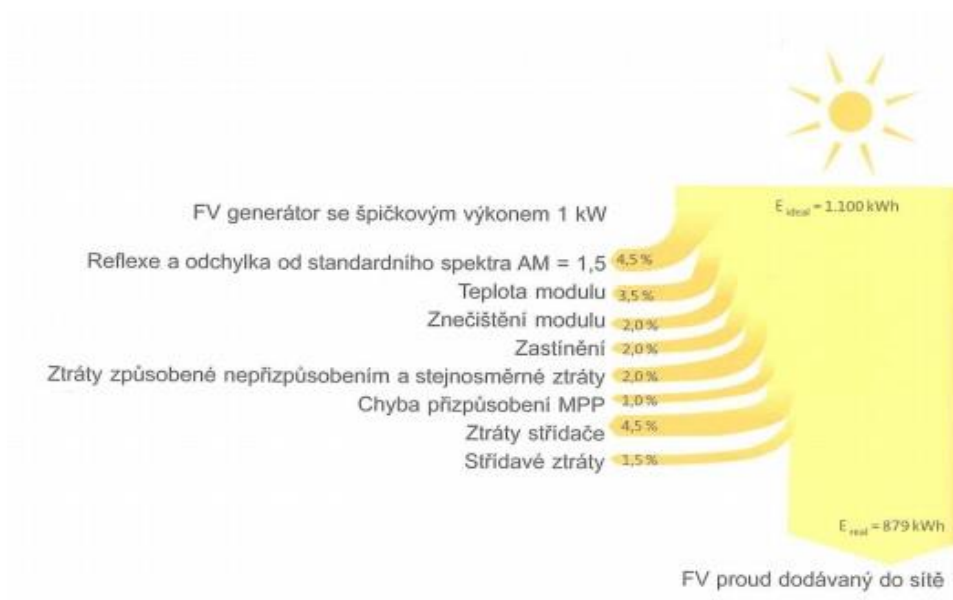 FV generátor se špičkovým výkonem 1 kW
E ideal = 1.100 kWh
Reflexe a odchylka od standardního spektra AM = 1,5 4,5 %
Teplota modulu 3,5 %
Znečištění modulu 2,0 %
Zastínění 2,0 %
Ztráty způsobené nepřizpůsobením a stejnosměrné ztráty 2,0 %
Chyba přizpůsobení MPP 1,0 %
Ztráty střídače 4,5 %
Střídavé ztráty 1,5 %
E real = 879 kWh
FV proud dodávaný do sítě